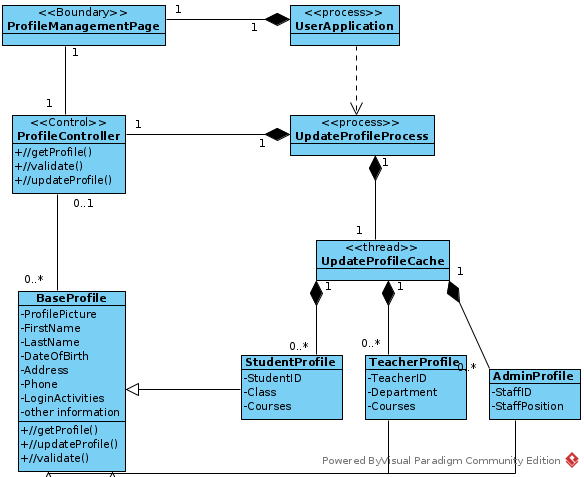 <<Boundary>>
ProfileManagementPage
1
1
<<process>>
UserApplication
1
1
<<Control>>
ProfileController
+//getProfile()
+//validate()
+//updateProfile()
1
1
<<process>>
UpdateProfileProcess
1
1
0..1
0..*
<<thread>>
UpdateProfileCache
1
1
1
0..*
0..*
0..*
BaseProfile
-ProfilePicture
-FirstName
-LastName
-DateOfBirth
-Address
-Phone
-LoginActivities
-other information
+//getProfile()
+//updateProfile()
+//validate()
StudentProfile
-StudentID
-Class
-Courses
TeacherProfile
-TeacherID
-Department
-Courses
AdminProfile
-StaffID
-StaffPosition
Powered By Visual Paradigm Community Edition